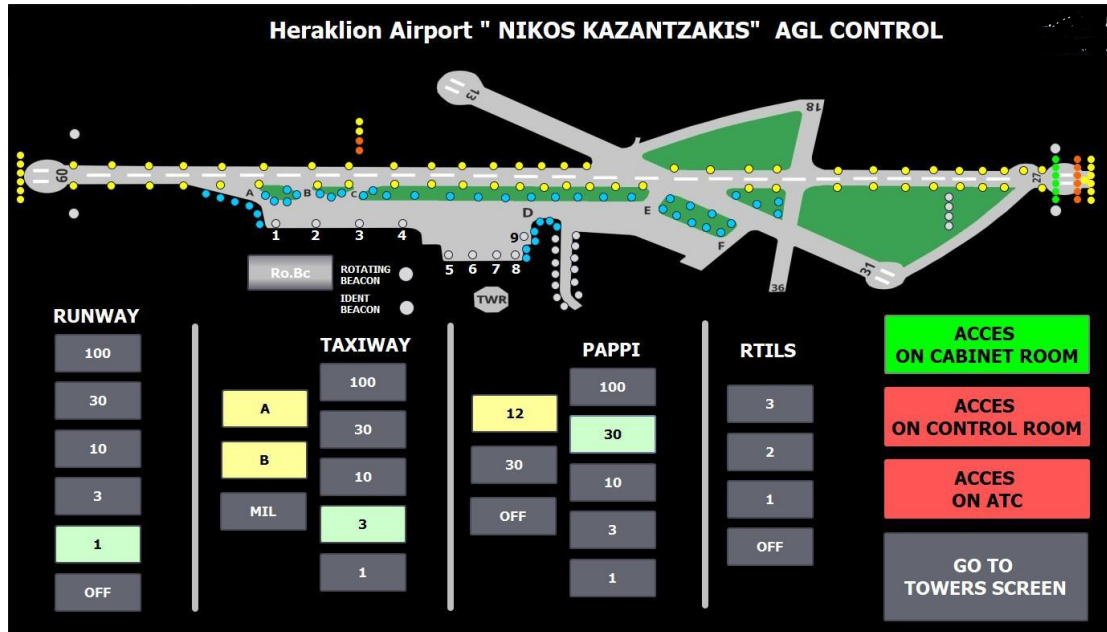 Heraklion Airport " NIKOS KAZANTZAKIS"  AGL CONTROL
13
18
09
27
A
B
C
D
E
F
1
2
3
4
9
5
6
7
8
31
36
Ro.Bc
ROTATING
BEACON
IDENT
BEACON
TWR
RUNWAY
100
30
10
3
1
OFF
TAXIWAY
A
B
MIL
100
30
10
3
1
PAPPI
12
30
OFF
100
30
10
3
1
RTILS
3
2
1
OFF
ACCES
ON CABINET ROOM
ACCES
ON CONTROL ROOM
ACCES
ON ATC
GO TO
TOWERS SCREEN